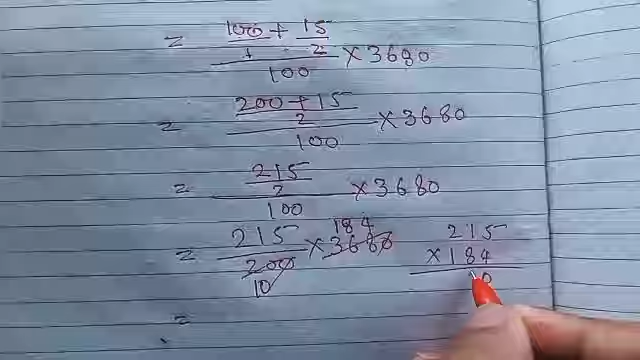 = 100/1 + 15/2 / 100 × 3680
= 200 + 15 / 2 / 100 × 3680
= 215 / 2 / 100 × 3680
= 215 / 200 × 3680
184
10
215
× 184
0
=